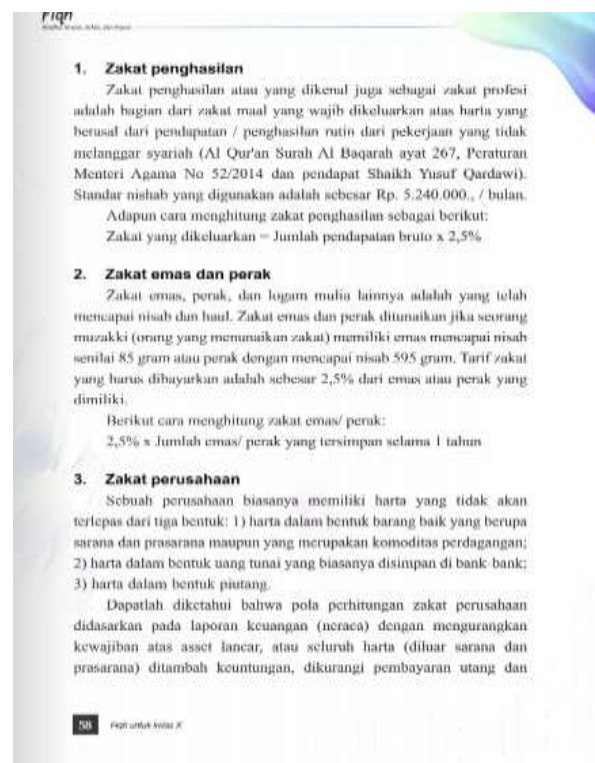 Fiqh
1. Zakat penghasilan
Zakat penghasilan atau yang dikenal juga sebagai zakat profesi
adalah bagian dari zakat maal yang wajib dikeluarkan atas harta yang
berasal dari pendapatan / penghasilan rutin dari pekerjaan yang tidak
melanggar syariah (Al Qur'an Surah Al Baqarah ayat 267, Peraturan
Menteri Agama No 52/2014 dan pendapat Shaikh Yusuf Qardawi).
Standar nishab yang digunakan adalah sebesar Rp. 5.240.000., / bulan.
Adapun cara menghitung zakat penghasilan sebagai berikut:
Zakat yang dikeluarkan = Jumlah pendapatan bruto x 2,5%
2. Zakat emas dan perak
Zakat emas, perak, dan logam mulia lainnya adalah yang telah
mencapai nisab dan haul. Zakat emas dan perak ditunaikan jika seorang
muzakki (orang yang menunaikan zakat) memiliki emas mencapai nisab
senilai 85 gram atau perak dengan mencapai nisab 595 gram. Tarif zakat
yang harus dibayarkan adalah sebesar 2,5% dari emas atau perak yang
dimiliki.
Berikut cara menghitung zakat emas/ perak:
2,5% x Jumlah emas/ perak yang tersimpan selama 1 tahun
3. Zakat perusahaan
Sebuah perusahaan biasanya memiliki harta yang tidak akan
terlepas dari tiga bentuk: 1) harta dalam bentuk barang baik yang berupa
sarana dan prasarana maupun yang merupakan komoditas perdagangan;
2) harta dalam bentuk uang tunai yang biasanya disimpan di bank-bank;
3) harta dalam bentuk piutang.
Dapatlah diketahui bahwa pola perhitungan zakat perusahaan
didasarkan pada laporan keuangan (neraca) dengan mengurangkan
kewajiban atas asset lancar, atau seluruh harta (diluar sarana dan
prasarana) ditambah keuntungan, dikurangi pembayaran utang dan
58 Fiqh untuk kelas X